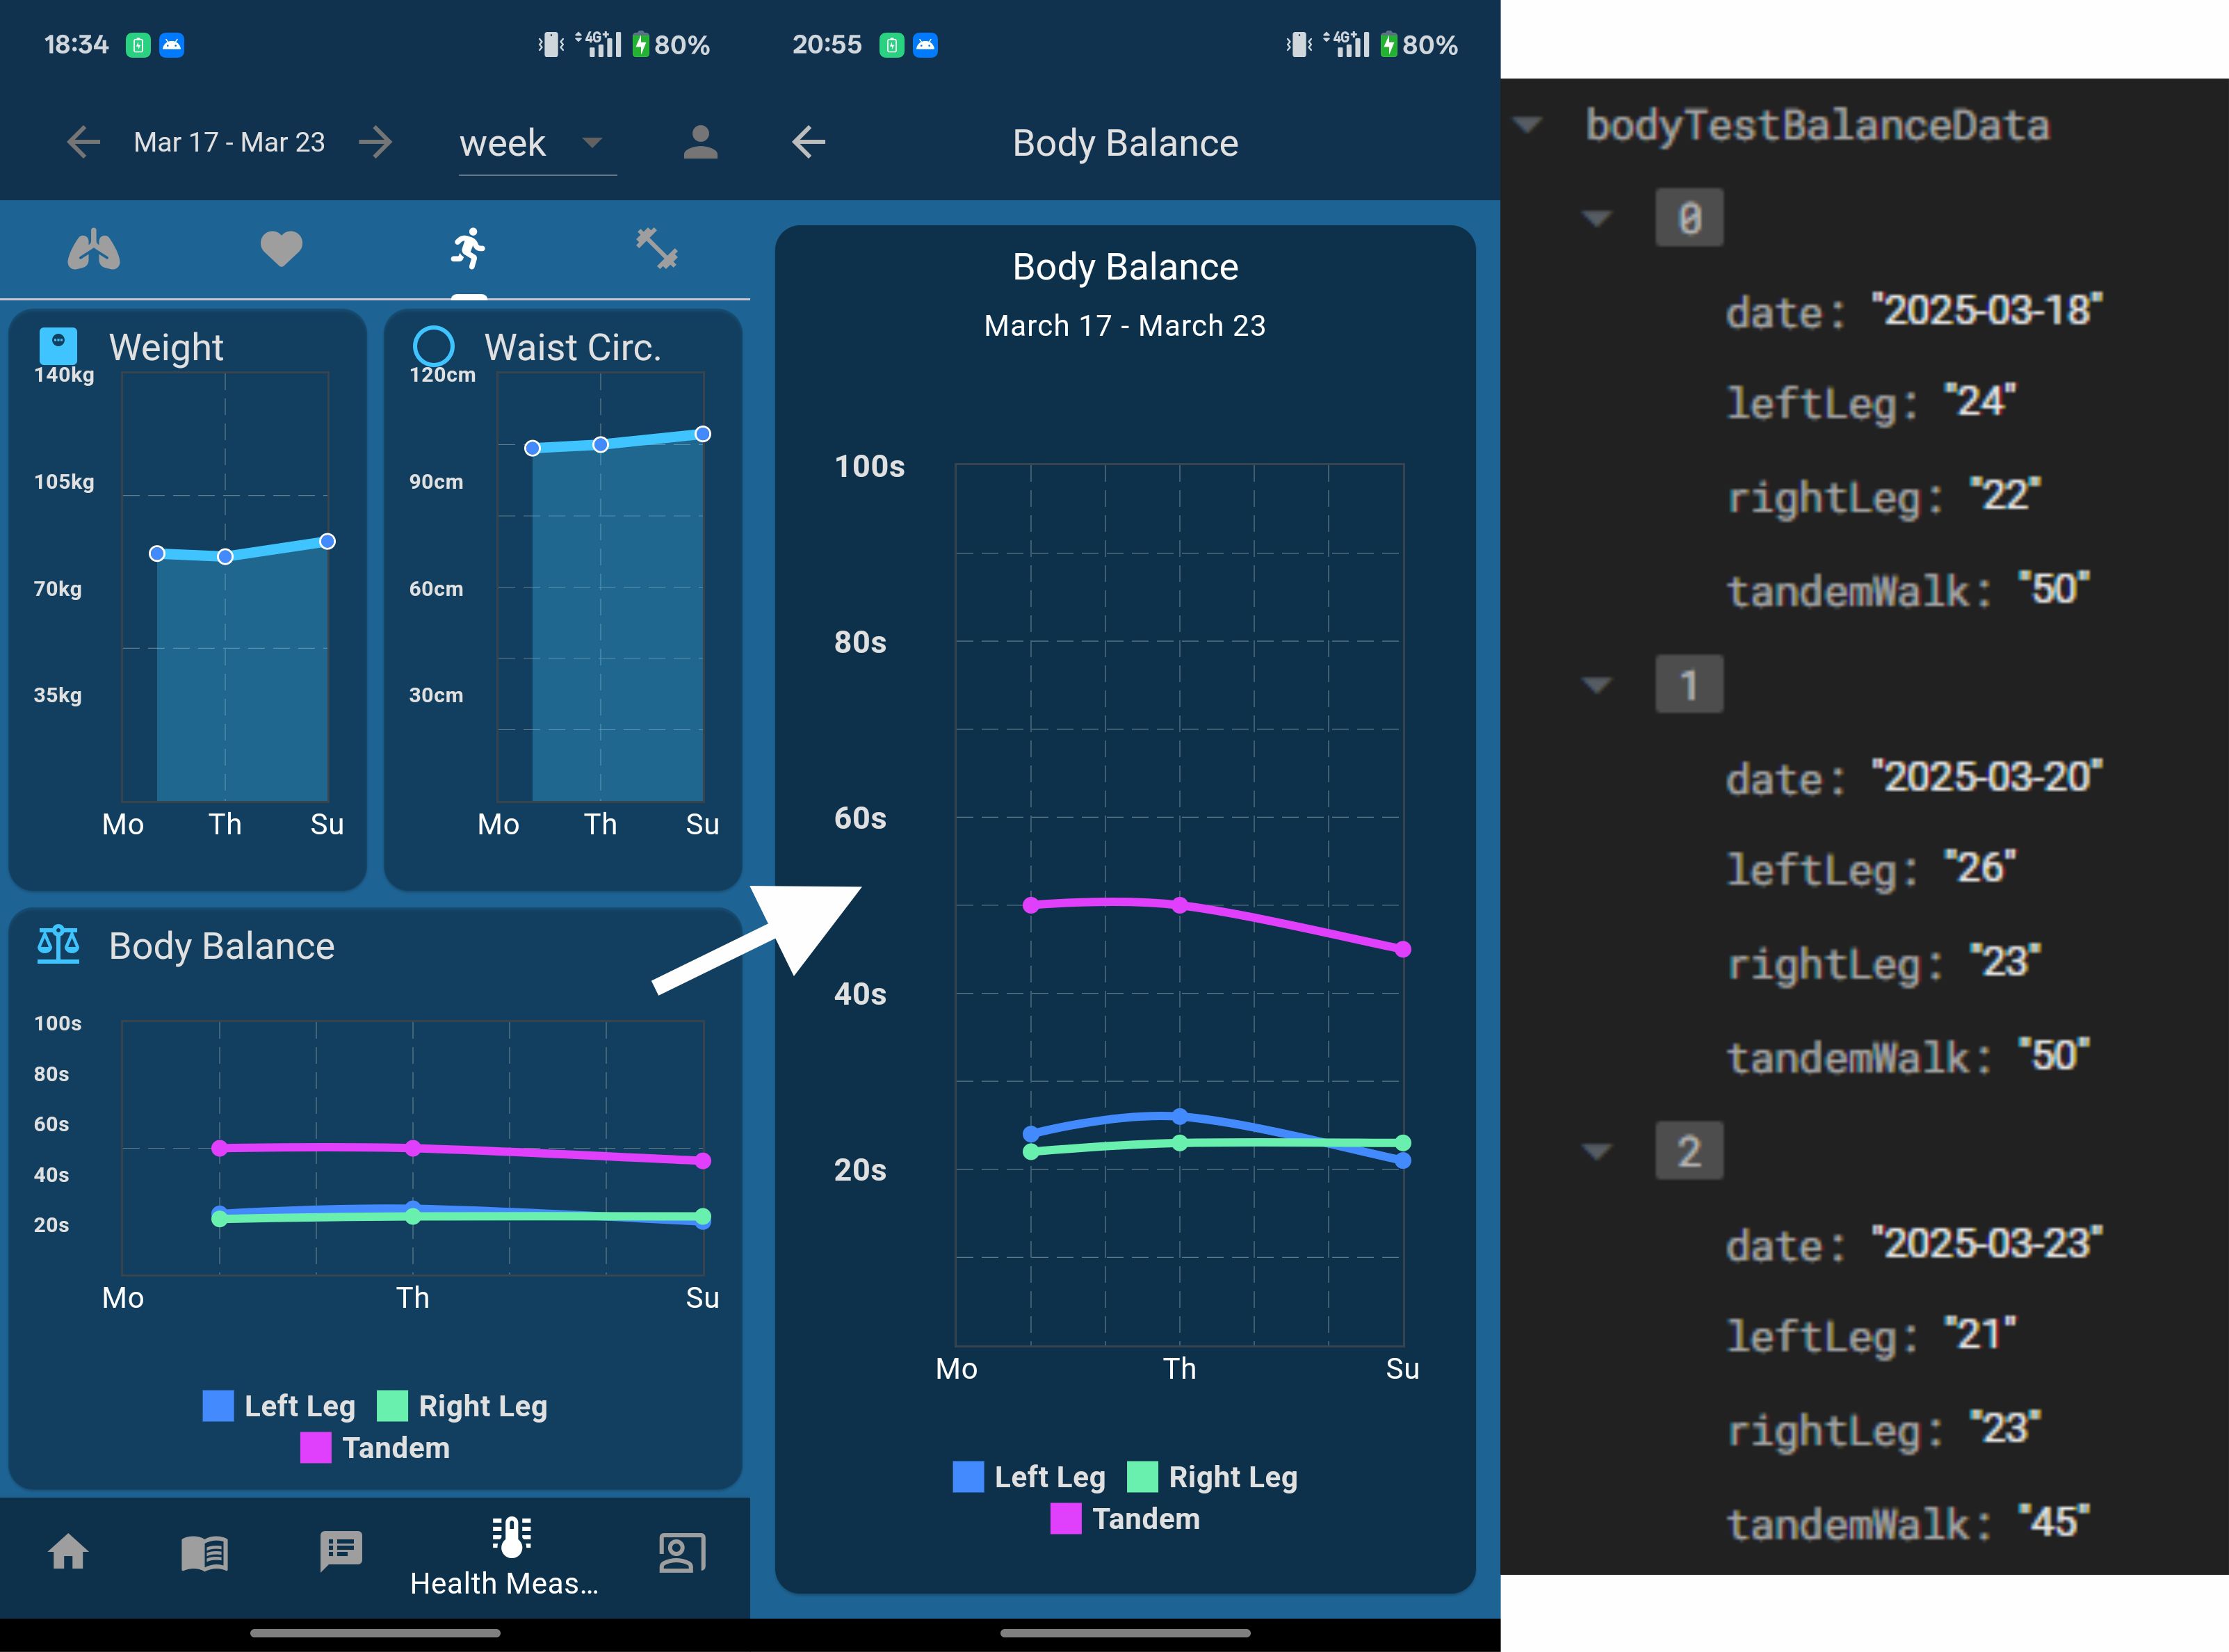 18:34
4G+
80%
Mar 17 - Mar 23
week
Weight
140kg
105kg
70kg
35kg
Mo Th Su
Waist Circ.
120cm
90cm
60cm
30cm
Mo Th Su
Body Balance
100s
80s
60s
40s
20s
Mo Th Su
Left Leg Right Leg
Tandem
Health Meas...
20:55
4G+
80%
Body Balance
Body Balance
March 17 - March 23
100s
80s
60s
40s
20s
Mo Th Su
Left Leg Right Leg
Tandem
bodyTestBalanceData
0
date: "2025-03-18"
leftLeg: "24"
rightLeg: "22"
tandemWalk: "50"
1
date: "2025-03-20"
leftLeg: "26"
rightLeg: "23"
tandemWalk: "50"
2
date: "2025-03-23"
leftLeg: "21"
rightLeg: "23"
tandemWalk: "45"